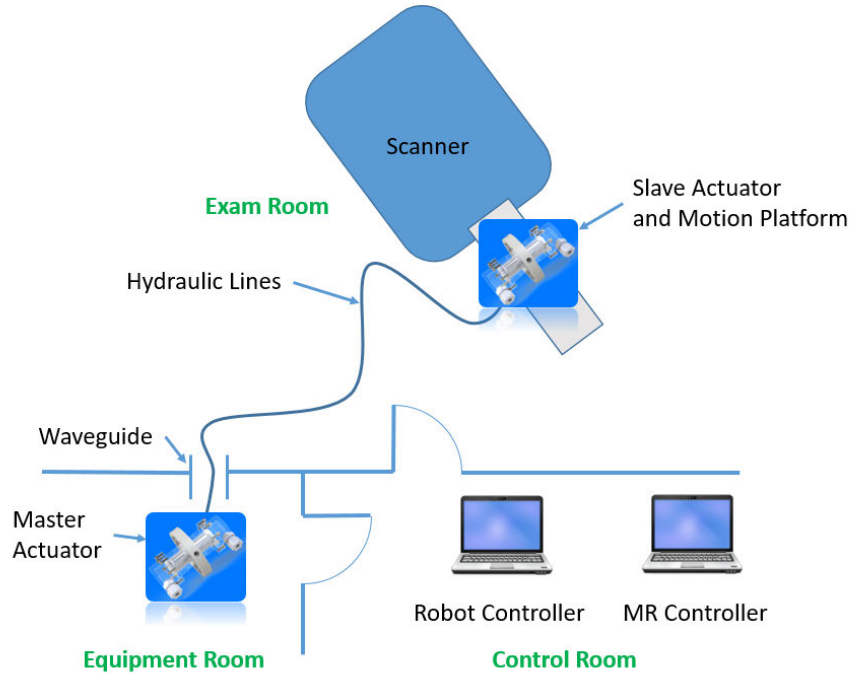 Scanner
Exam Room
Slave Actuator
and Motion Platform
Hydraulic Lines
Waveguide
Master
Actuator
Robot Controller
MR Controller
Equipment Room
Control Room